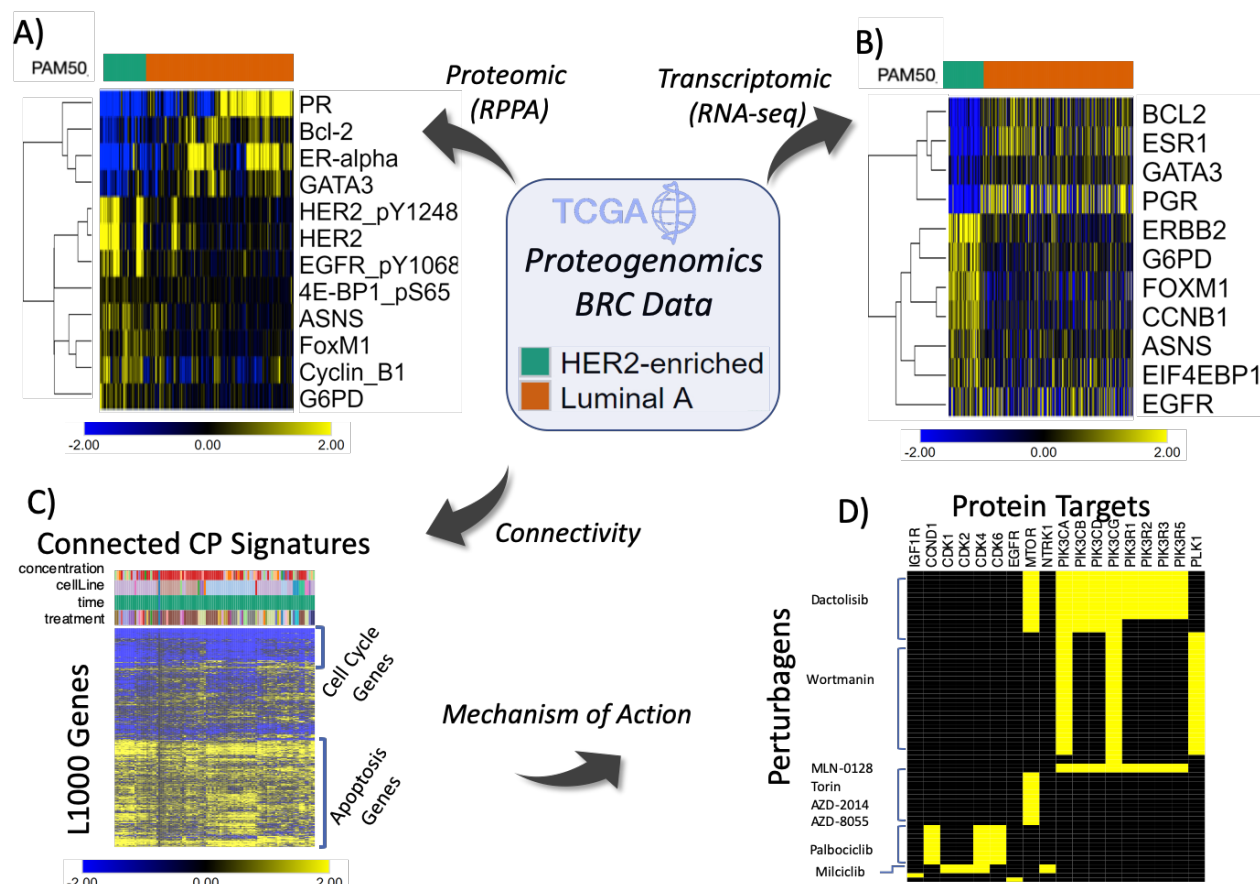 A)
PAM50
PR
Bcl-2
ER-alpha
GATA3
HER2_pY1248
HER2
EGFR_pY1068
4E-BP1_pS65
ASNS
FoxM1
Cyclin_B1
G6PD
-2.00 0.00 2.00
Proteomic
(RPPA)
Transcriptomic
(RNA-seq)
TCGA
Proteogenomics
BRC Data
HER2-enriched
Luminal A
B)
PAM50
BCL2
ESR1
GATA3
PGR
ERBB2
G6PD
FOXM1
CCNB1
ASNS
EIF4EBP1
EGFR
-2.00 0.00 2.00
Connectivity
C)
Connected CP Signatures
concentration
cellLine
time
treatment
L1000 Genes
Cell Cycle
Genes
Apoptosis
Genes
-2.00 0.00 2.00
Mechanism of Action
D)
Protein Targets
IGF1R
CCND1
CDK1
CDK2
CDK4
CDK6
EGFR
MTOR
NTRK1
PIK3CA
PIK3CB
PIK3CD
PIK3CG
PIK3R1
PIK3R2
PIK3R3
PIK3R5
PLK1
Perturbagens
Dactolisib
Wortmanin
MLN-0128
Torin
AZD-2014
AZD-8055
Palbociclib
Milciclib